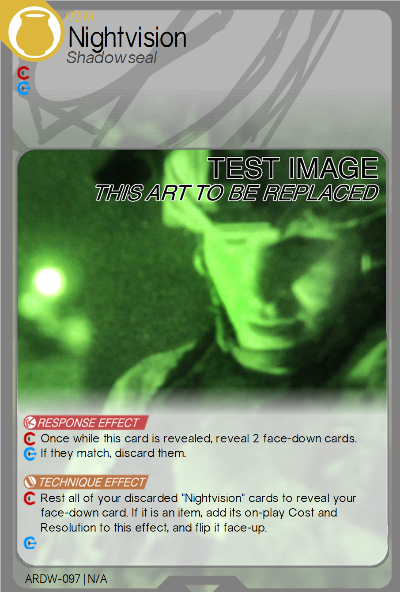 Nightvision
Shadowseal
TEST IMAGE
THIS ART TO BE REPLACED
RESPONSE EFFECT
Once while this card is revealed, reveal 2 face-down cards.
If they match, discard them.
TECHNIQUE EFFECT
Rest all of your discarded "Nightvision" cards to reveal your
face-down card. If it is an item, add its on-play Cost and
Resolution to this effect, and flip it face-up.
ARDW-097 | N/A